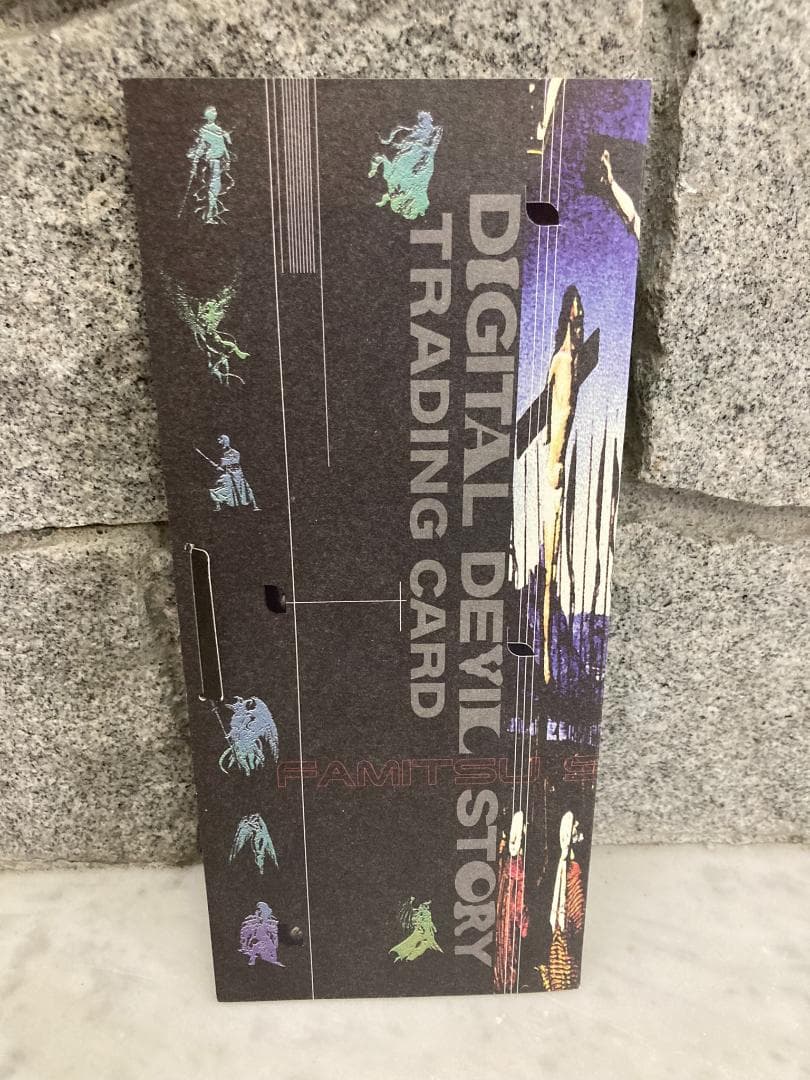 DIGITAL DEVIL STORY
TRADING CARD
FAMITSU S